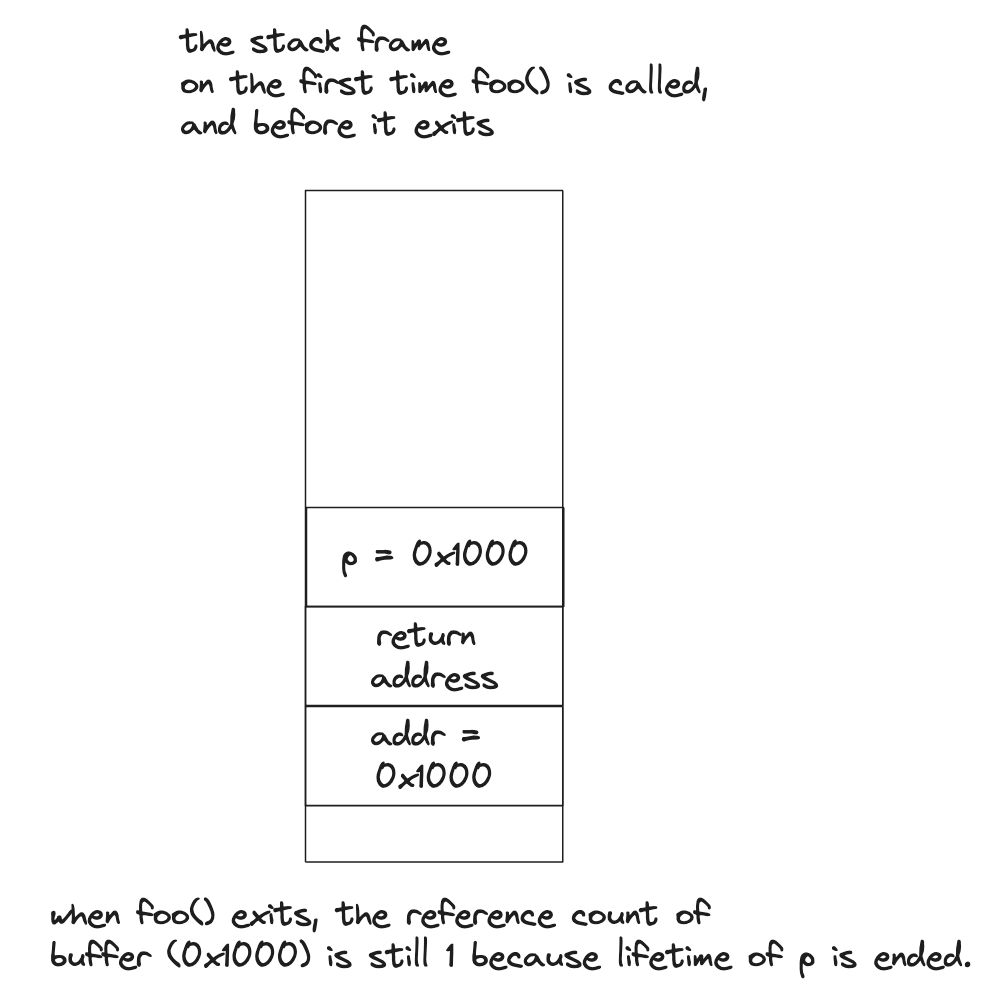 the stack frame
on the first time foo() is called,
and before it exits
p = 0x1000
return
address
addr =
0x1000
when foo() exits, the reference count of
buffer (0x1000) is still 1 because lifetime of p is ended.